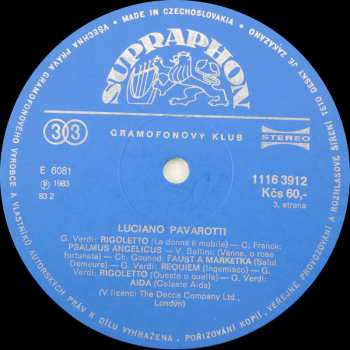 • MADE IN CZECHOSLOVAKIA •
VŠECHNA PRÁVA GRAMOFONOVÉHO VÝROBCE A VLASTNÍKŮ AUTORSKÝCH PRÁV K DÍLU VYHRAZENA. POŘIZOVÁNÍ KOPIÍ, VEŘEJNÉ PROVOZOVÁNÍ A ROZHLASOVÉ ŠÍŘENÍ TÉTO DESKY JE ZAKÁZÁNO
SUPRAPHON
33
GRAMOFONOVÝ KLUB
STEREO
E 6081
℗ 1983
83 2
1116 3912
Kčs 60,-
3. strana
LUCIANO PAVAROTTI
G. Verdi: RIGOLETTO (La donna e mobile) — C. Franck:
PSALMUS ANGELICUS — V. Bellini: (Vanne, o rose
fortunata) — Ch. Gounod: FAUST A MARKETKA (Salut
Demeure) — G. Verdi: REQUIEM (Ingemisco) — G.
Verdi: RIGOLETTO (Questa o quella) — G. Verdi:
AIDA (Celeste Aida)
(V licenci The Decca Company Ltd.,
Londýn)